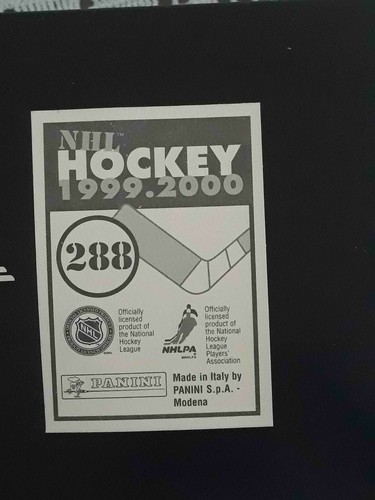 NHL™
HOCKEY
1999.2000
288
NHL
Officially
licensed
product of
the National
Hockey
League
NHLPA
Officially
licensed
product of
the National
Hockey
League
Players'
Association
PANINI
Made in Italy by
PANINI S.p.A. -
Modena